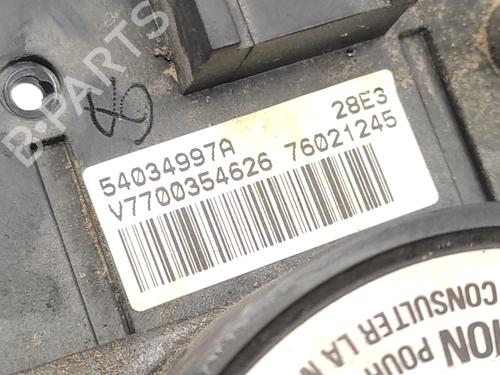 B-PARTS
54034997A 28E3
V7700354626 76021245
CONSULTER LA
POUR